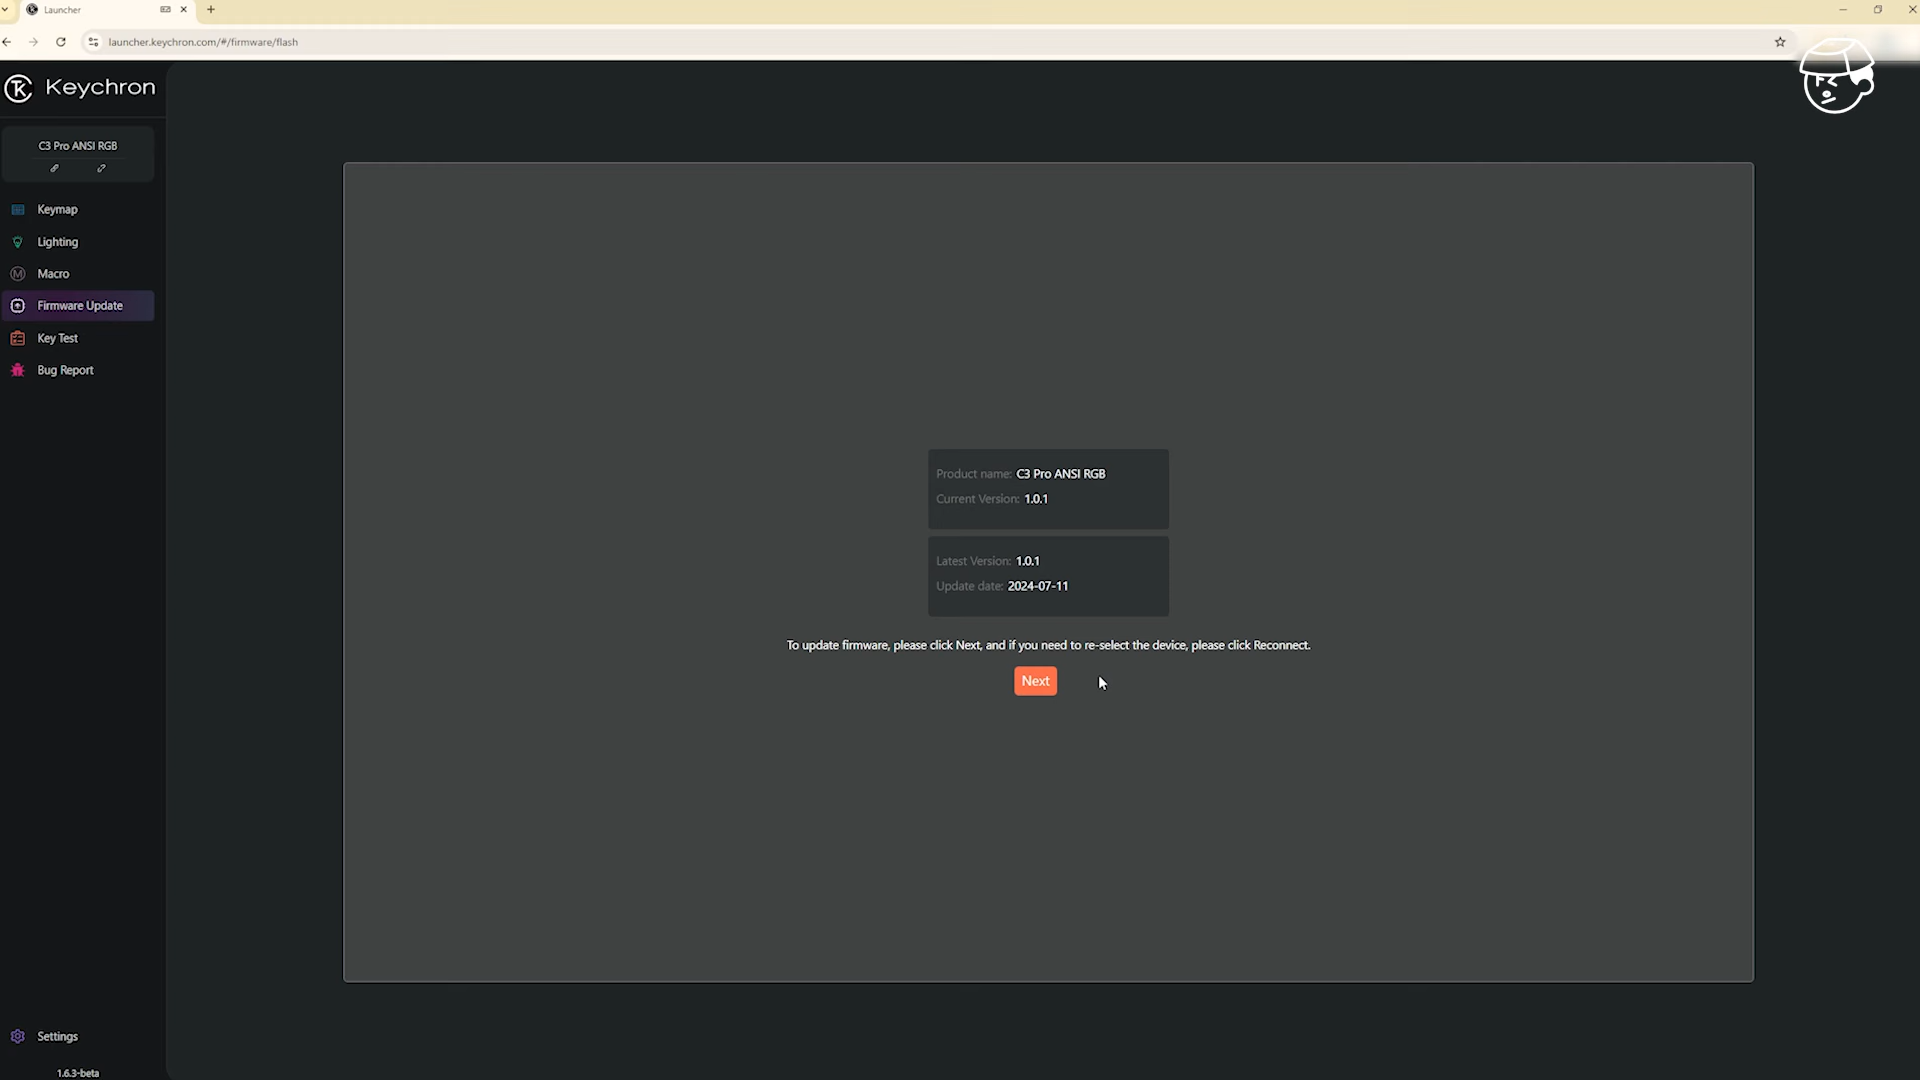 Launcher
launcher.keychron.com/#/firmware/flash
Keychron
C3 Pro ANSI RGB
Keymap
Lighting
Macro
Firmware Update
Key Test
Bug Report
Product name: C3 Pro ANSI RGB
Current Version: 1.0.1
Latest Version: 1.0.1
Update date: 2024-07-11
To update firmware, please click Next, and if you need to re-select the device, please click Reconnect.
Next
Settings
1.6.3-beta